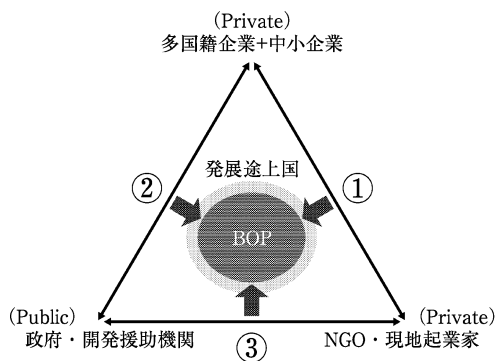 (Private)
多国籍企業+中小企業
発展途上国
②
①
BOP
(Public)
政府・開発援助機関
③
(Private)
NGO・現地起業家